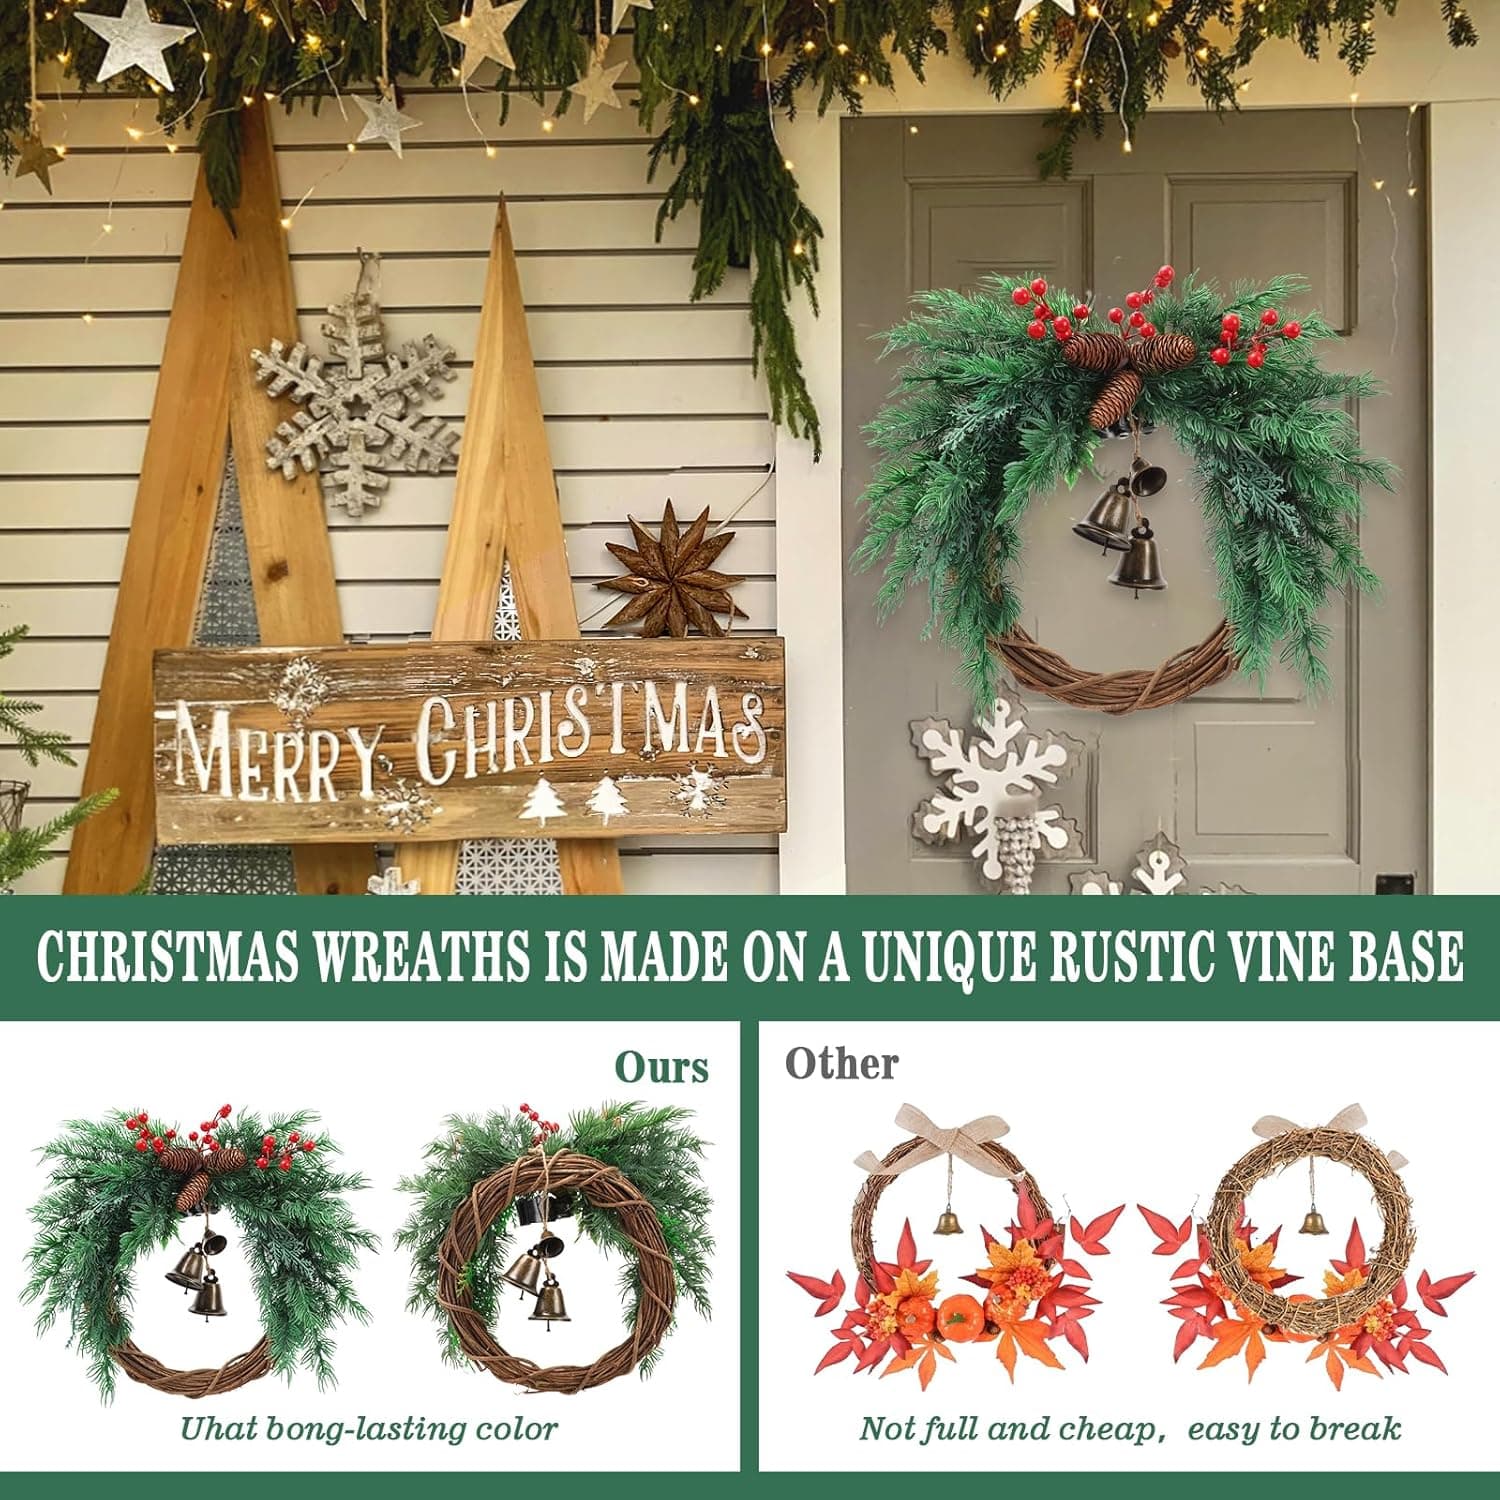 MERRY CHRISTMAS
CHRISTMAS WREATHS IS MADE ON A UNIQUE RUSTIC VINE BASE
Ours
Other
Uhat bong-lasting color
Not full and cheap, easy to break